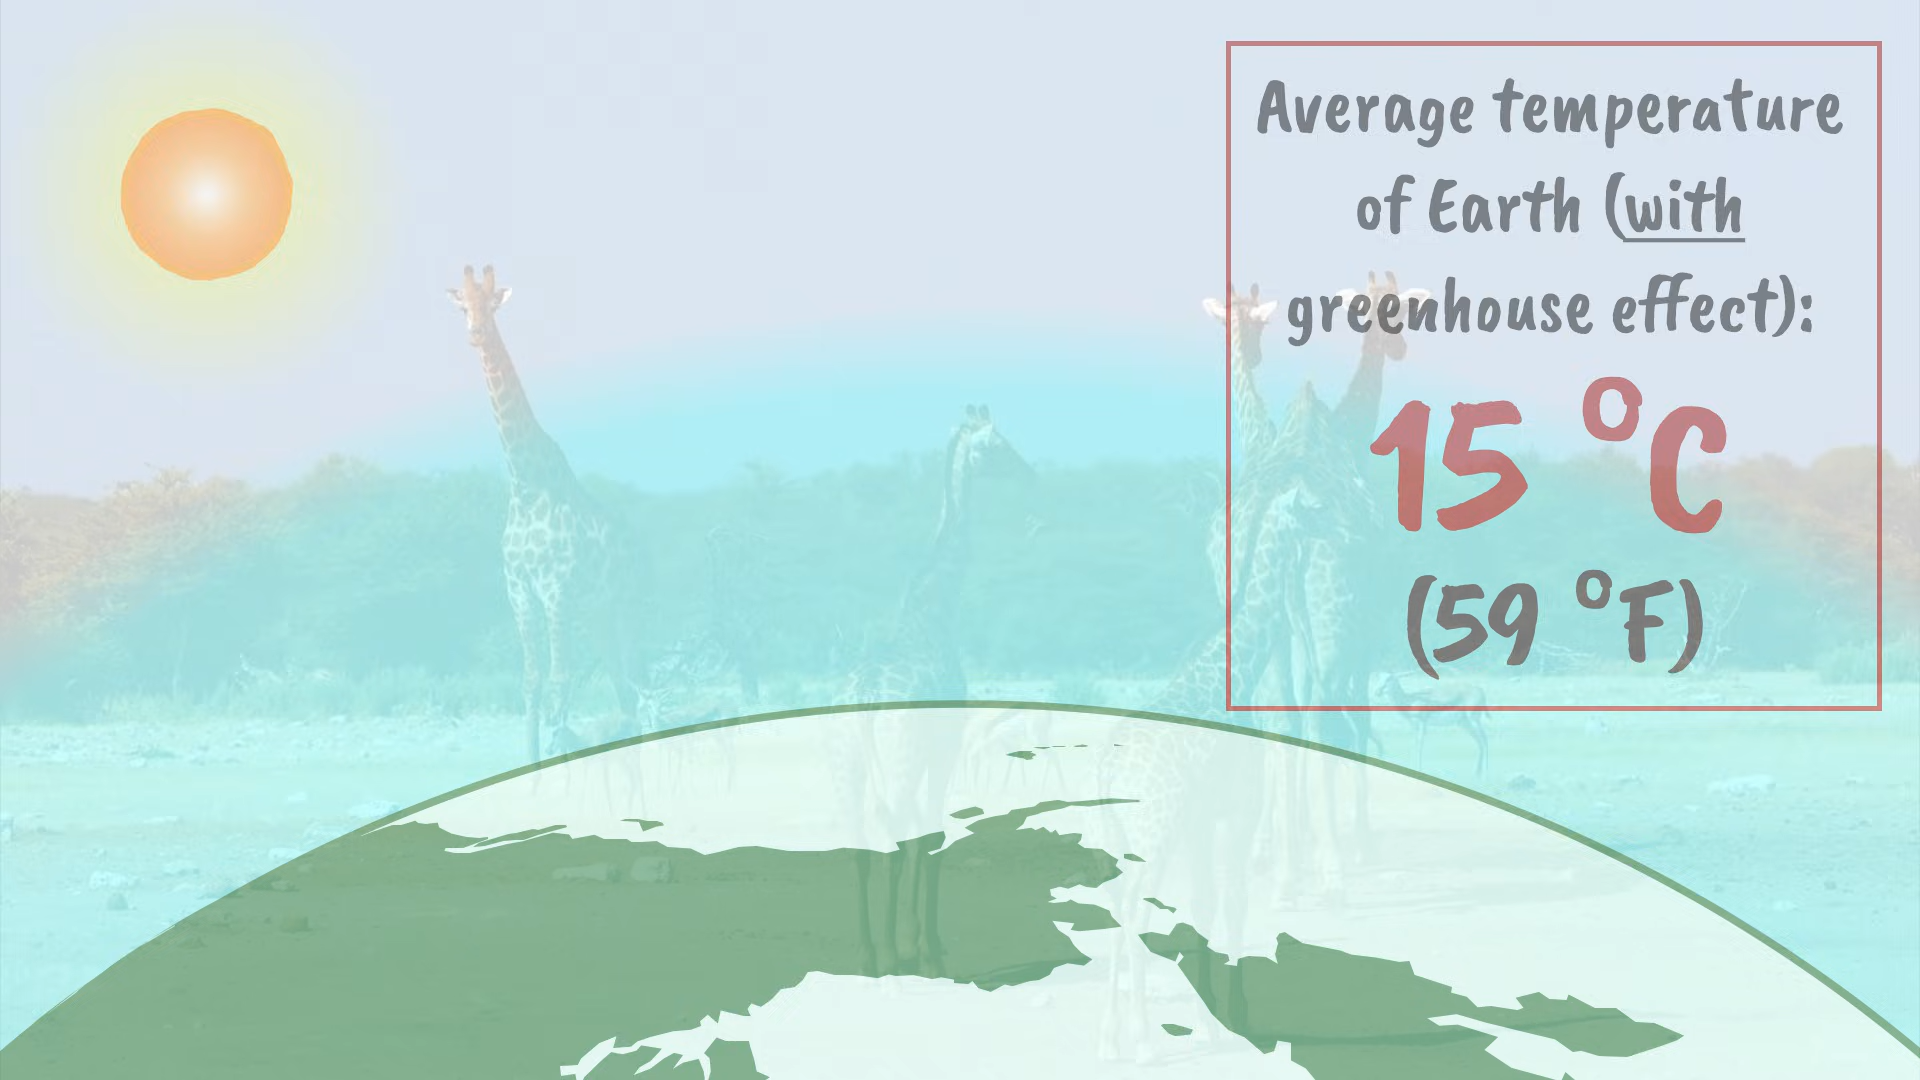 Average temperature
of Earth (with
greenhouse effect):
15 °C
(59 °F)